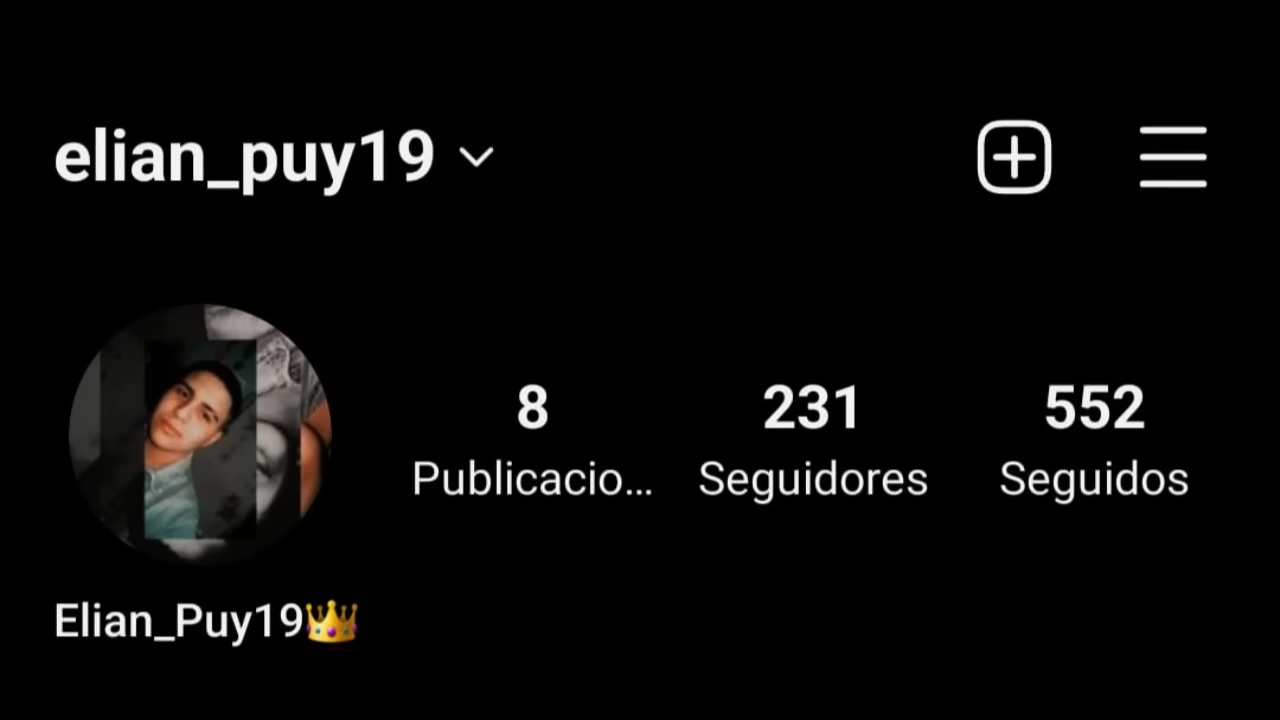 elian_puy19
8 231 552
Publicacio... Seguidores Seguidos
Elian_Puy19👑